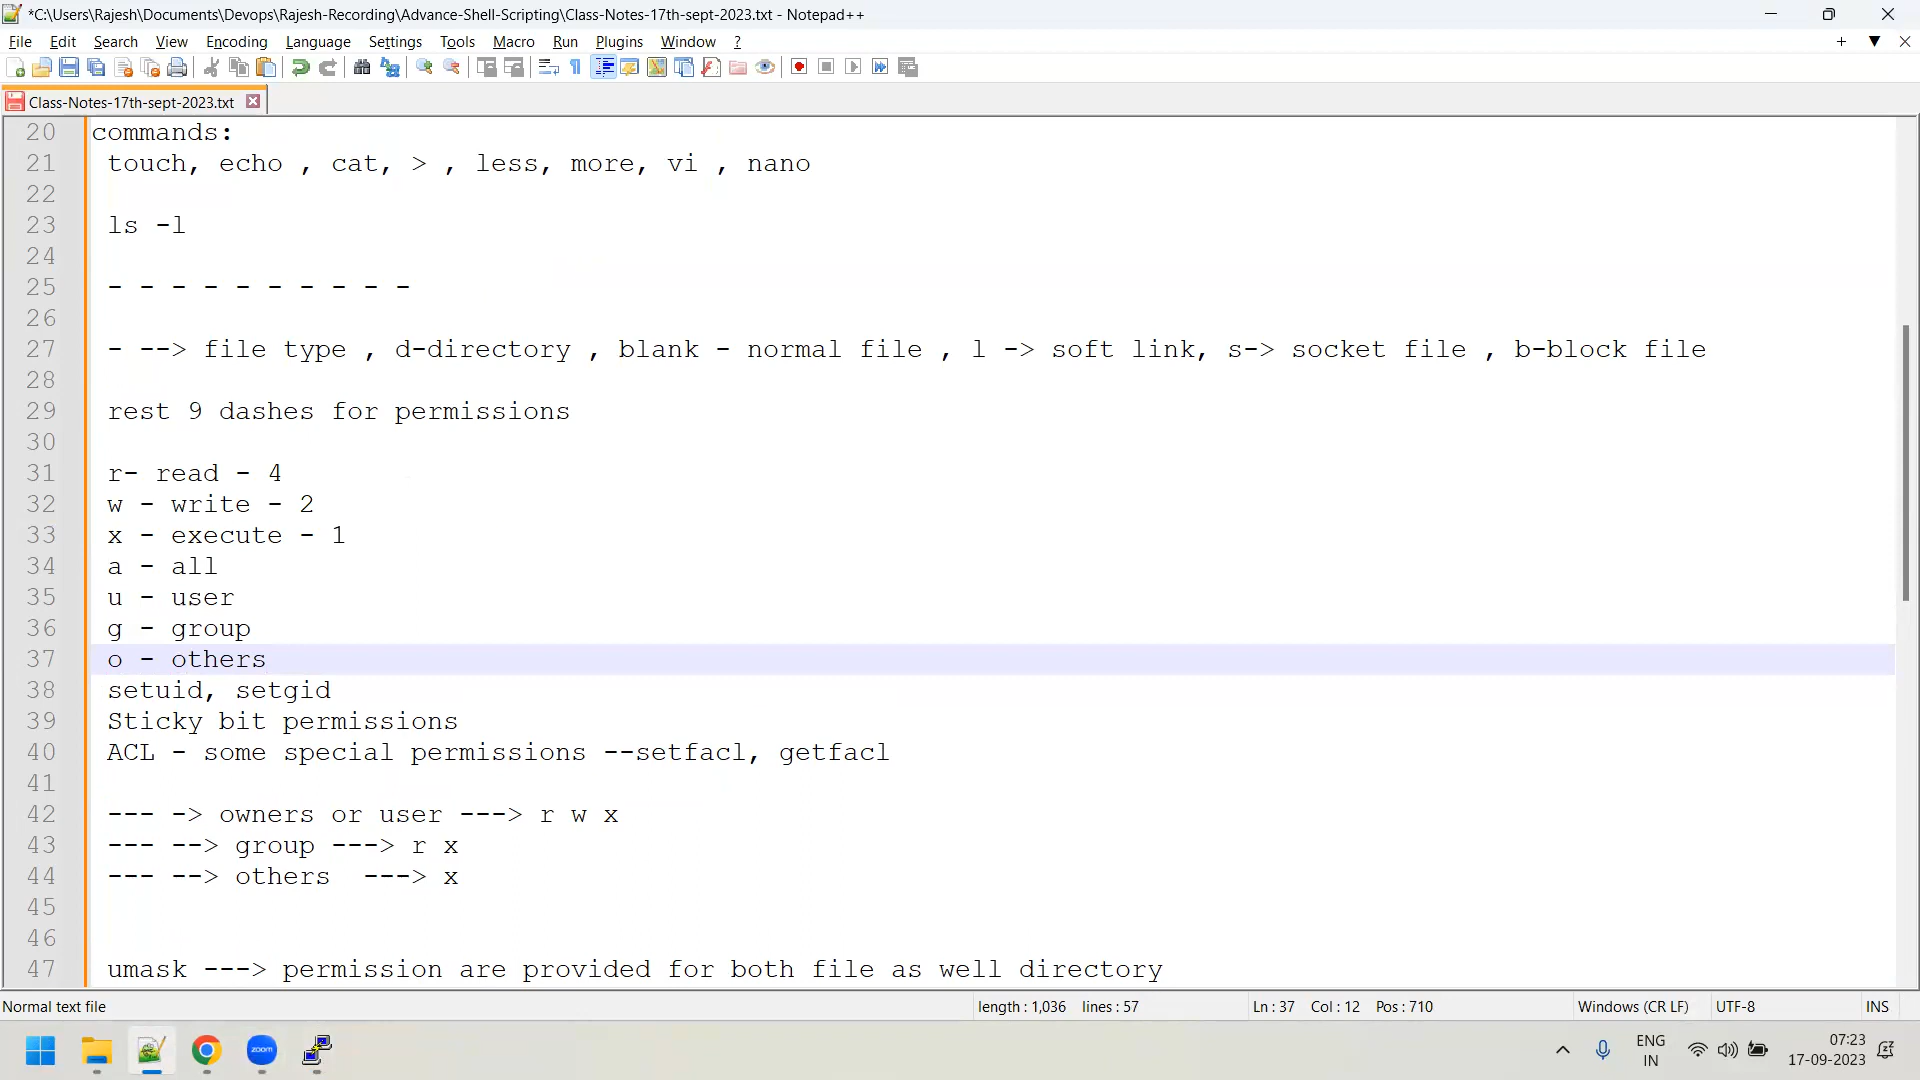 *C:\Users\Rajesh\Documents\Devops\Rajesh-Recording\Advance-Shell-Scripting\Class-Notes-17th-sept-2023.txt - Notepad++
File Edit Search View Encoding Language Settings Tools Macro Run Plugins Window ?
Class-Notes-17th-sept-2023.txt
20 commands:
21 touch, echo , cat, > , less, more, vi , nano
22
23 ls -l
24
25 - - - - - - - - - -
26
27 - --> file type , d-directory , blank - normal file , l -> soft link, s-> socket file , b-block file
28
29 rest 9 dashes for permissions
30
31 r- read - 4
32 w - write - 2
33 x - execute - 1
34 a - all
35 u - user
36 g - group
37 o - others
38 setuid, setgid
39 Sticky bit permissions
40 ACL - some special permissions --setfacl, getfacl
41
42 --- -> owners or user ---> r w x
43 --- --> group ---> r x
44 --- --> others  ---> x
45
46
47 umask ---> permission are provided for both file as well directory
Normal text file length : 1,036 lines : 57 Ln : 37 Col : 12 Pos : 710 Windows (CR LF) UTF-8 INS
zoom
ENG
IN
07:23
17-09-2023